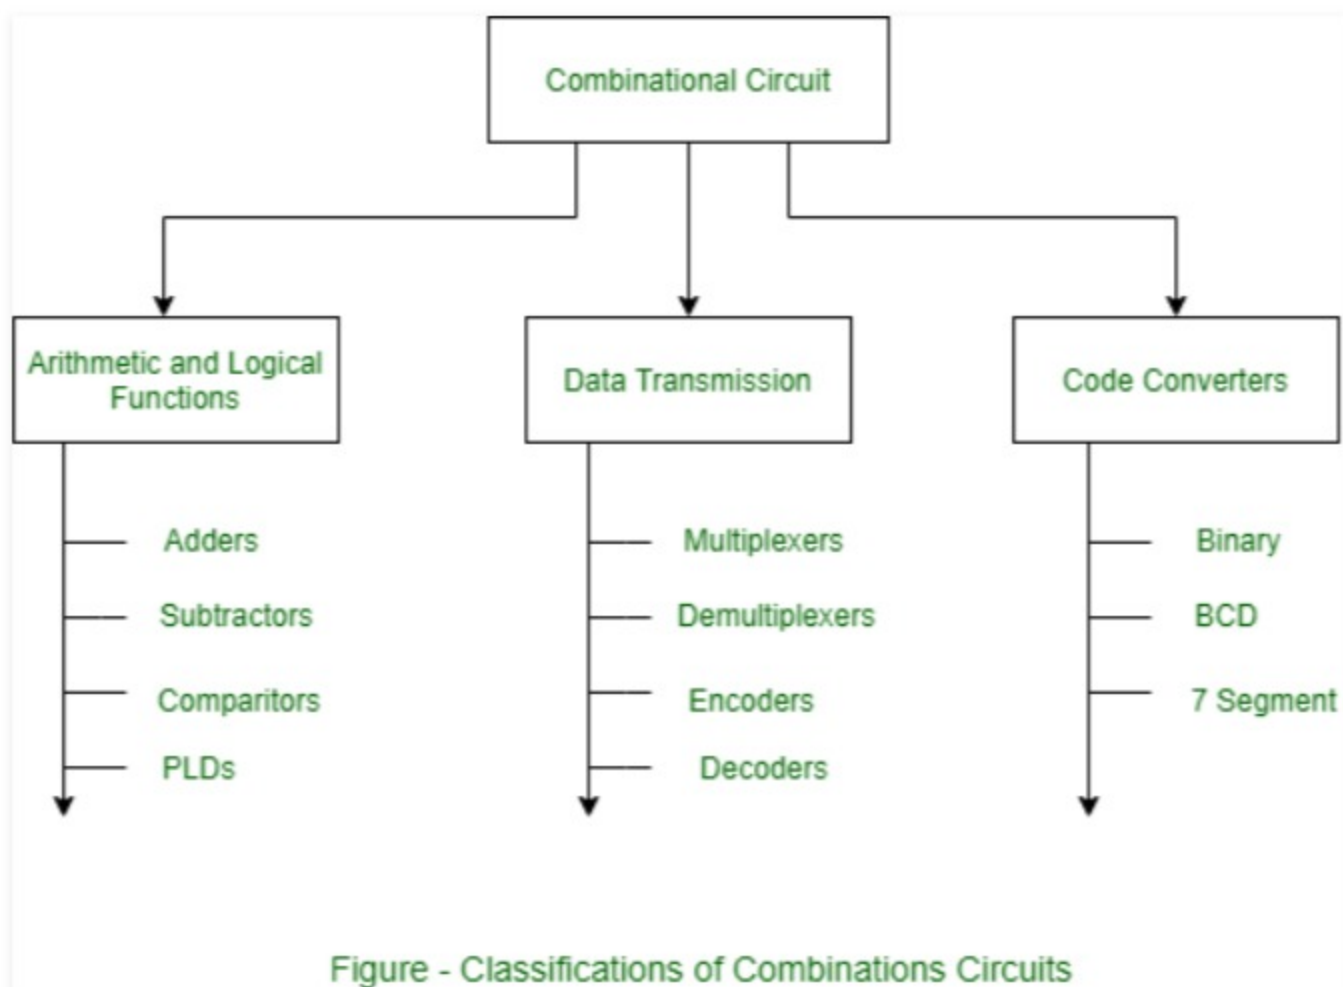 Combinational Circuit
Arithmetic and Logical
Functions
Data Transmission
Code Converters
Adders
Subtractors
Comparitors
PLDs
Multiplexers
Demultiplexers
Encoders
Decoders
Binary
BCD
7 Segment
Figure - Classifications of Combinations Circuits